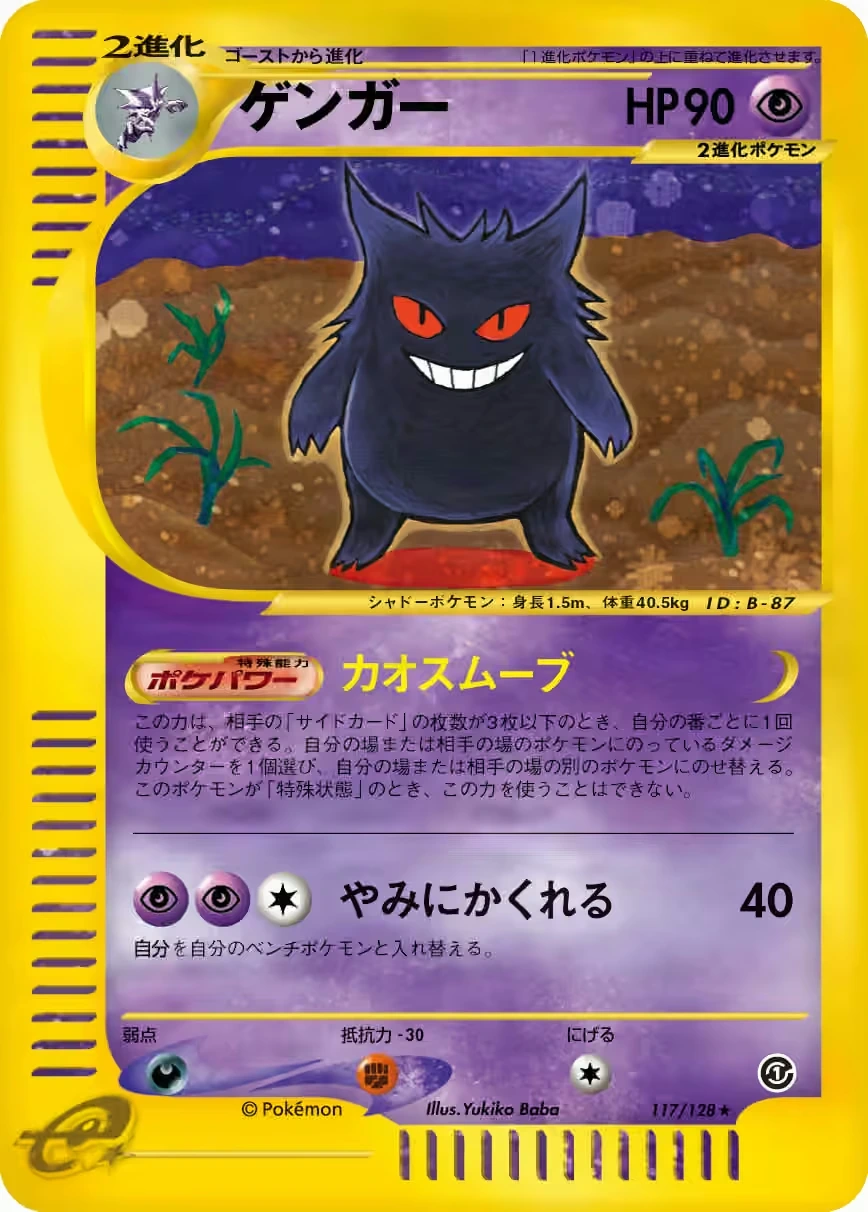 2進化
ゴーストから進化
「1進化ポケモン」の上に重ねて進化させます。
ゲンガー
HP90
2進化ポケモン
シャドーポケモン：身長1.5m、体重40.5kg ID:B-87
特殊能力
ポケパワー
カオスムーブ
この力は、相手の「サイドカード」の枚数が3枚以下のとき、自分の番ごとに1回
使うことができる。自分の場または相手の場のポケモンにのっているダメージ
カウンターを1個選び、自分の場または相手の場の別のポケモンにのせ替える。
このポケモンが「特殊状態」のとき、この力を使うことはできない。
やみにかくれる 40
自分を自分のベンチポケモンと入れ替える。
弱点 抵抗力 -30 にげる
1
© Pokémon Illus. Yukiko Baba 117/128★
e